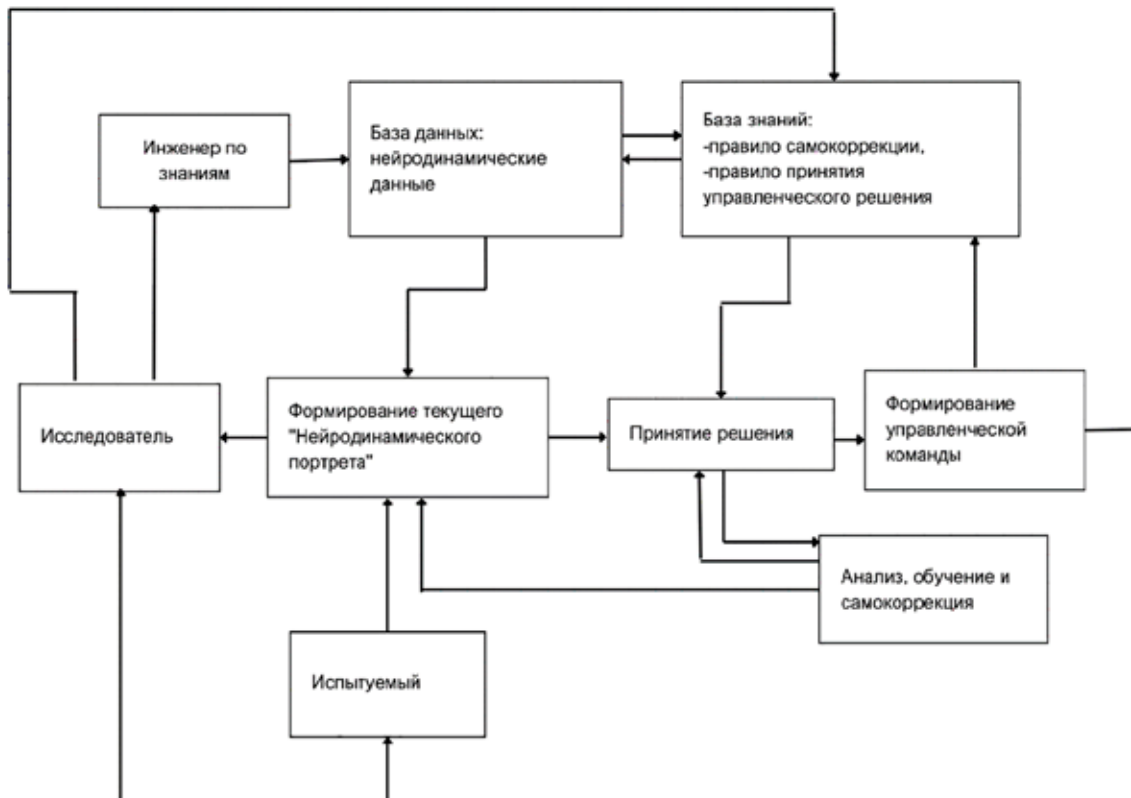 Инженер по
знаниям
База данных:
нейродинамические
данные
База знаний:
-правило самокоррекции,
-правило принятия
управленческого решения
Исследователь
Формирование текущего
"Нейродинамического
портрета"
Принятие решения
Формирование
управленческой
команды
Анализ, обучение и
самокоррекция
Испытуемый